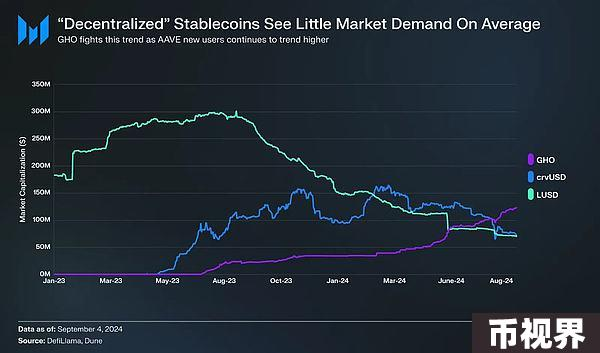 “Decentralized” Stablecoins See Little Market Demand On Average
GHO fights this trend as AAVE new users continues to trend higher
350M
300M
250M
200M
150M
100M
50M
0M
Market Capitalization ($)
Jan-23
Mar-23
May-23
Aug-23
Oct-23
Jan-24
Mar-24
June-24
Aug-24
GHO
crvUSD
LUSD
Data as of: September 4, 2024
Source: DefiLlama, Dune
币视界